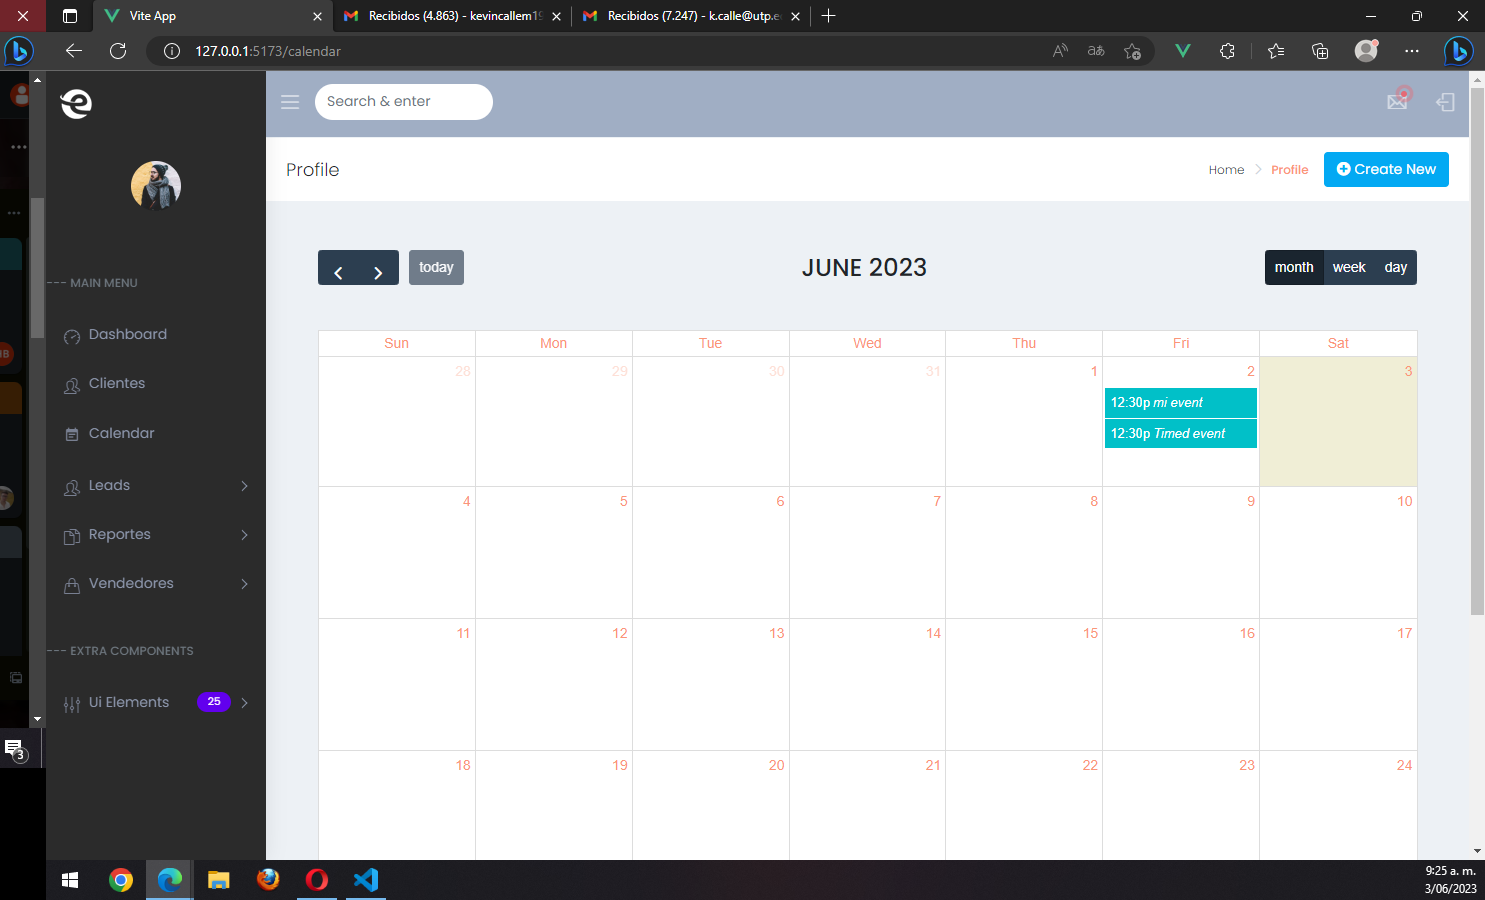 Vite App
Recibidos (4.863) - kevincallem19
Recibidos (7.247) - k.calle@utp.e
127.0.0.1:5173/calendar
Search & enter
Profile
Home
Profile
Create New
MAIN MENU
Dashboard
Clientes
Calendar
Leads
Reportes
Vendedores
EXTRA COMPONENTS
Ui Elements
25
today
JUNE 2023
month
week
day
Sun Mon Tue Wed Thu Fri Sat
28 29 30 31 1 2 3
12:30p mi event
12:30p Timed event
4 5 6 7 8 9 10
11 12 13 14 15 16 17
18 19 20 21 22 23 24
3
9:25 a. m.
3/06/2023